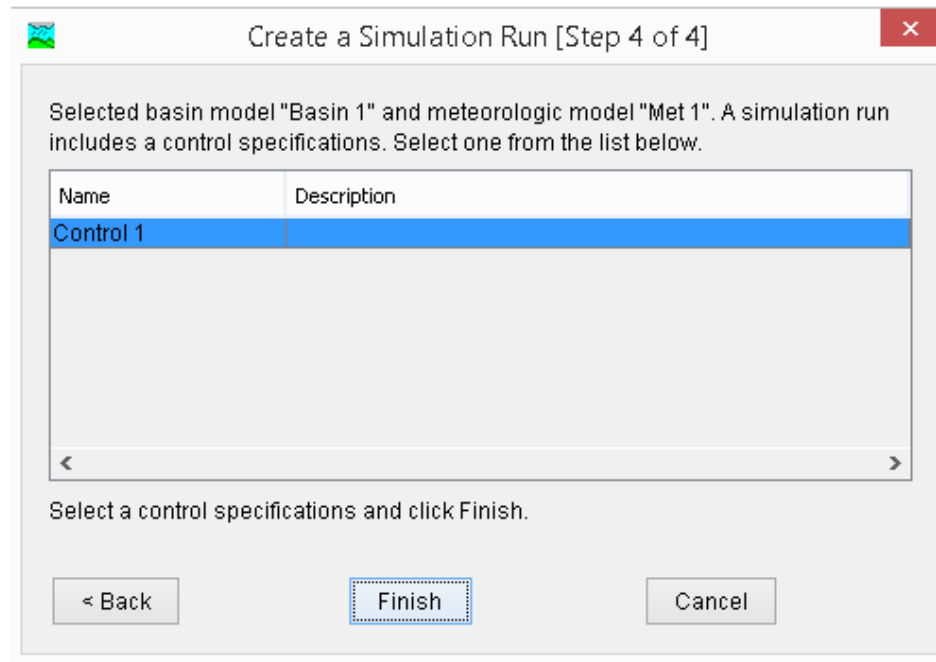 Create a Simulation Run [Step 4 of 4]
Selected basin model "Basin 1" and meteorologic model "Met 1". A simulation run
includes a control specifications. Select one from the list below.
Name Description
Control 1
Select a control specifications and click Finish.
< Back Finish Cancel